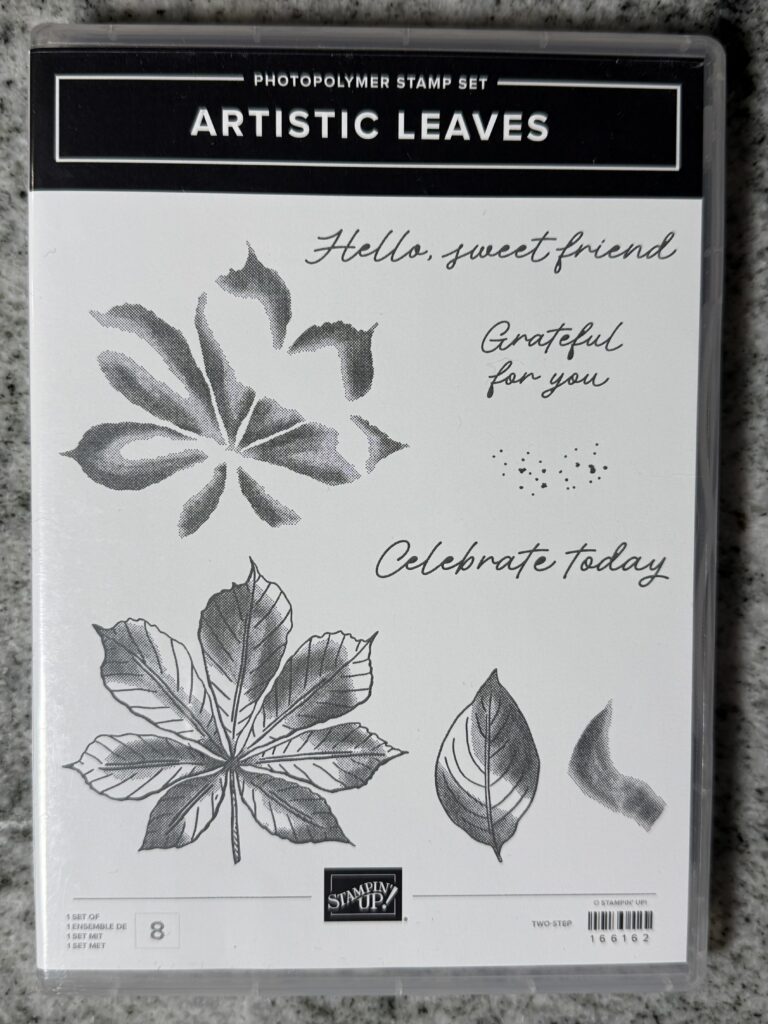 PHOTOPOLYMER STAMP SET
ARTISTIC LEAVES
Hello, sweet friend
Grateful
for you
Celebrate today
STAMPIN' UP!®
1 SET OF
1 ENSEMBLE DE
1 SET MIT
1 SET MET
8
© STAMPIN' UP!
TWO-STEP
166162